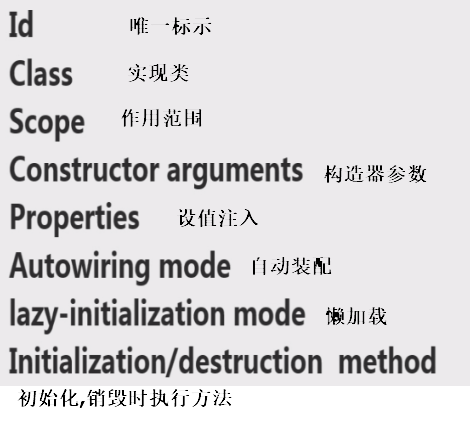 Id 唯一标示
Class 实现类
Scope 作用范围
Constructor arguments 构造器参数
Properties 设值注入
Autowiring mode 自动装配
lazy-initialization mode 懒加载
Initialization/destruction method
初始化,销毁时执行方法